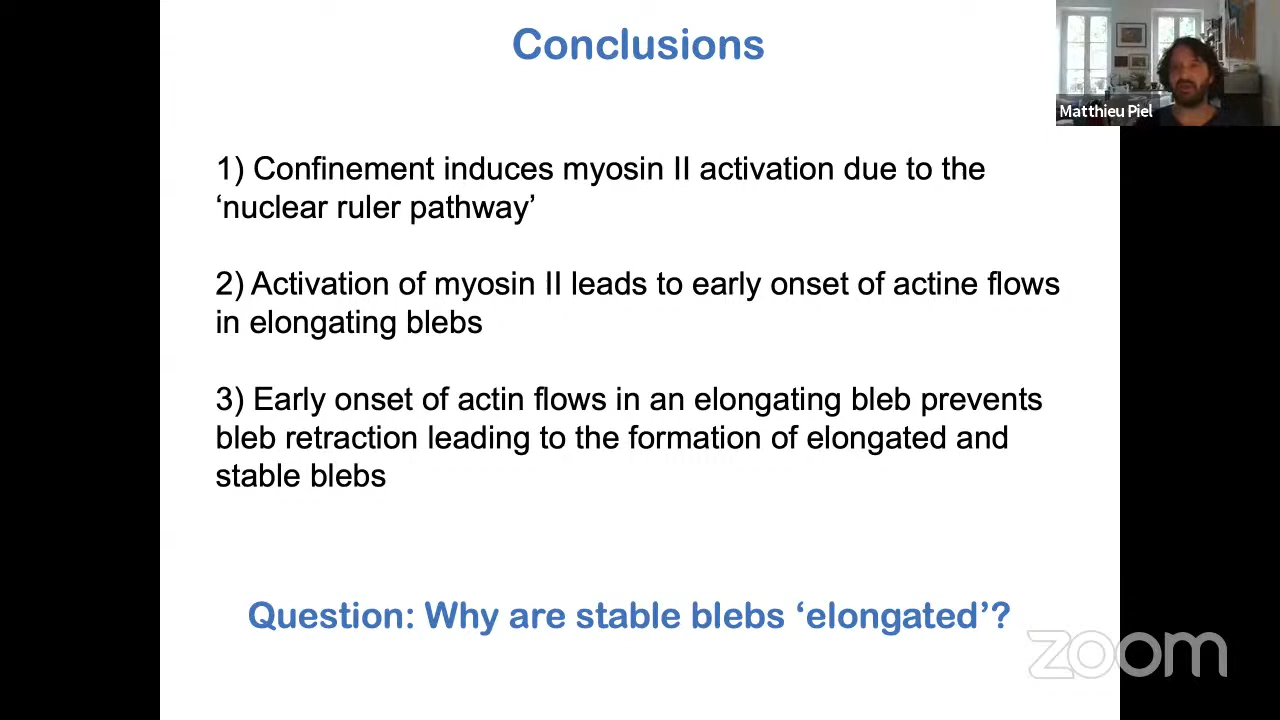 Conclusions
Matthieu Piel
1) Confinement induces myosin II activation due to the
‘nuclear ruler pathway’
2) Activation of myosin II leads to early onset of actine flows
in elongating blebs
3) Early onset of actin flows in an elongating bleb prevents
bleb retraction leading to the formation of elongated and
stable blebs
Question: Why are stable blebs ‘elongated’?
zoom